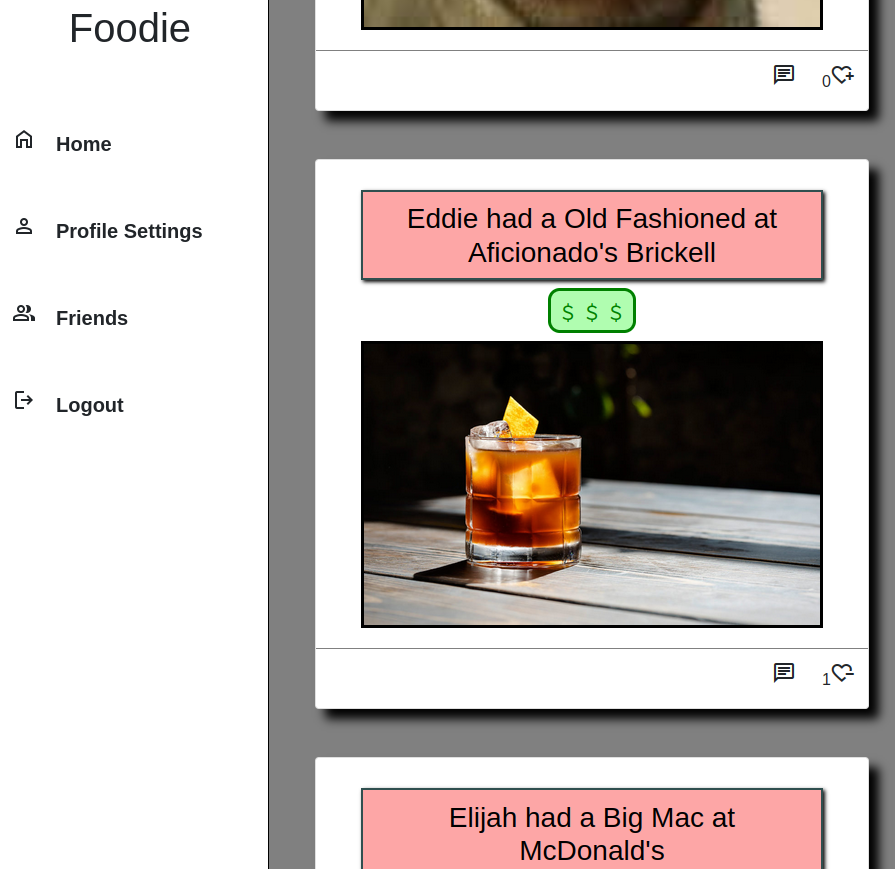 Foodie
Home
Profile Settings
Friends
Logout
0
Eddie had a Old Fashioned at
Aficionado's Brickell
$ $ $
1
Elijah had a Big Mac at
McDonald's